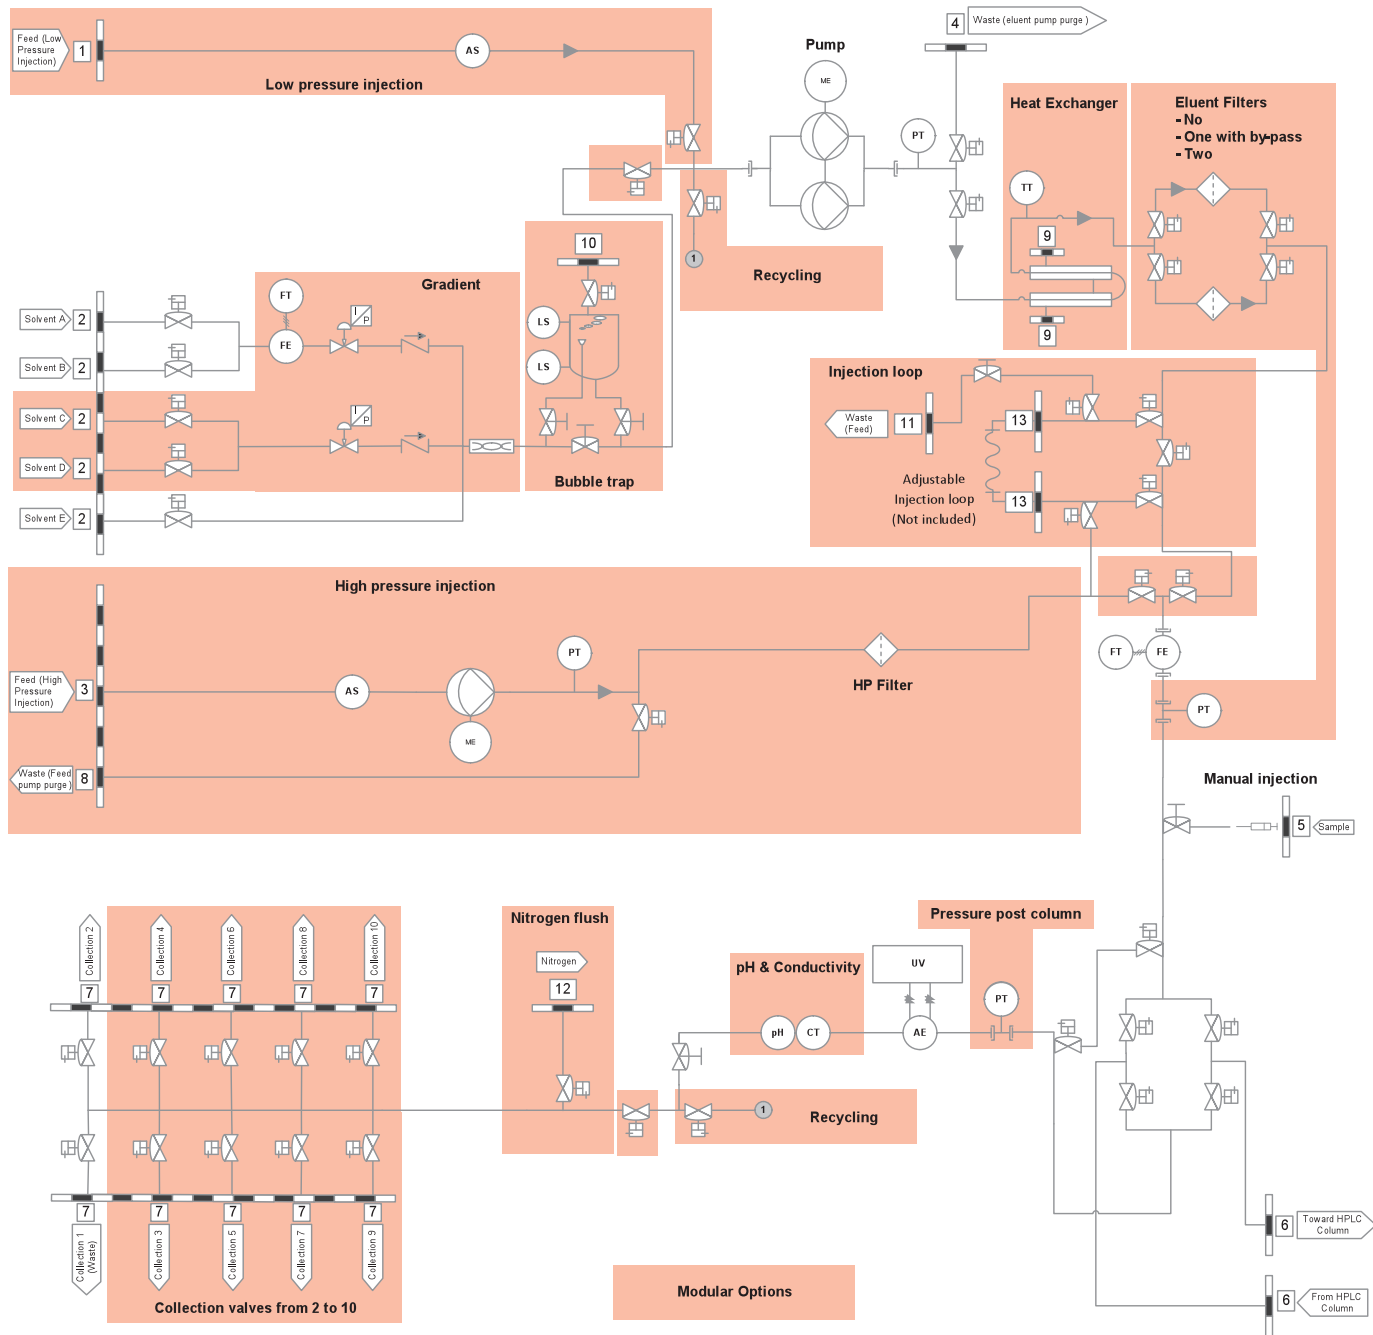 Feed (Low
Pressure
Injection)
1
AS
Low pressure injection
Pump
ME
4
Waste (eluent pump purge )
PT
Heat Exchanger
TT
9
9
Eluent Filters
- No
- One with by-pass
- Two
1
Recycling
10
LS
LS
Bubble trap
Gradient
FT
FE
I
P
I
P
Solvent A
2
Solvent B
2
Solvent C
2
Solvent D
2
Solvent E
2
Injection loop
Waste
(Feed)
11
13
13
Adjustable
Injection loop
(Not included)
High pressure injection
Feed (High
Pressure
Injection)
3
AS
ME
PT
HP Filter
Waste (Feed
pump purge )
8
FT
FE
PT
Manual injection
5
Sample
Collection 2
Collection 4
Collection 6
Collection 8
Collection 10
7
7
7
7
7
7
7
7
7
7
Collection 1
(Waste)
Collection 3
Collection 5
Collection 7
Collection 9
Collection valves from 2 to 10
Nitrogen flush
Nitrogen
12
pH & Conductivity
pH
CT
UV
AE
Pressure post column
PT
1
Recycling
6
Toward HPLC
Column
6
From HPLC
Column
Modular Options